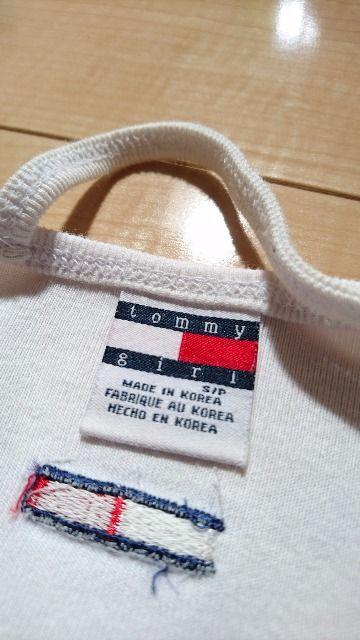 tommy
girl
S/P
MADE IN KOREA
FABRIQUE AU KOREA
HECHO EN KOREA